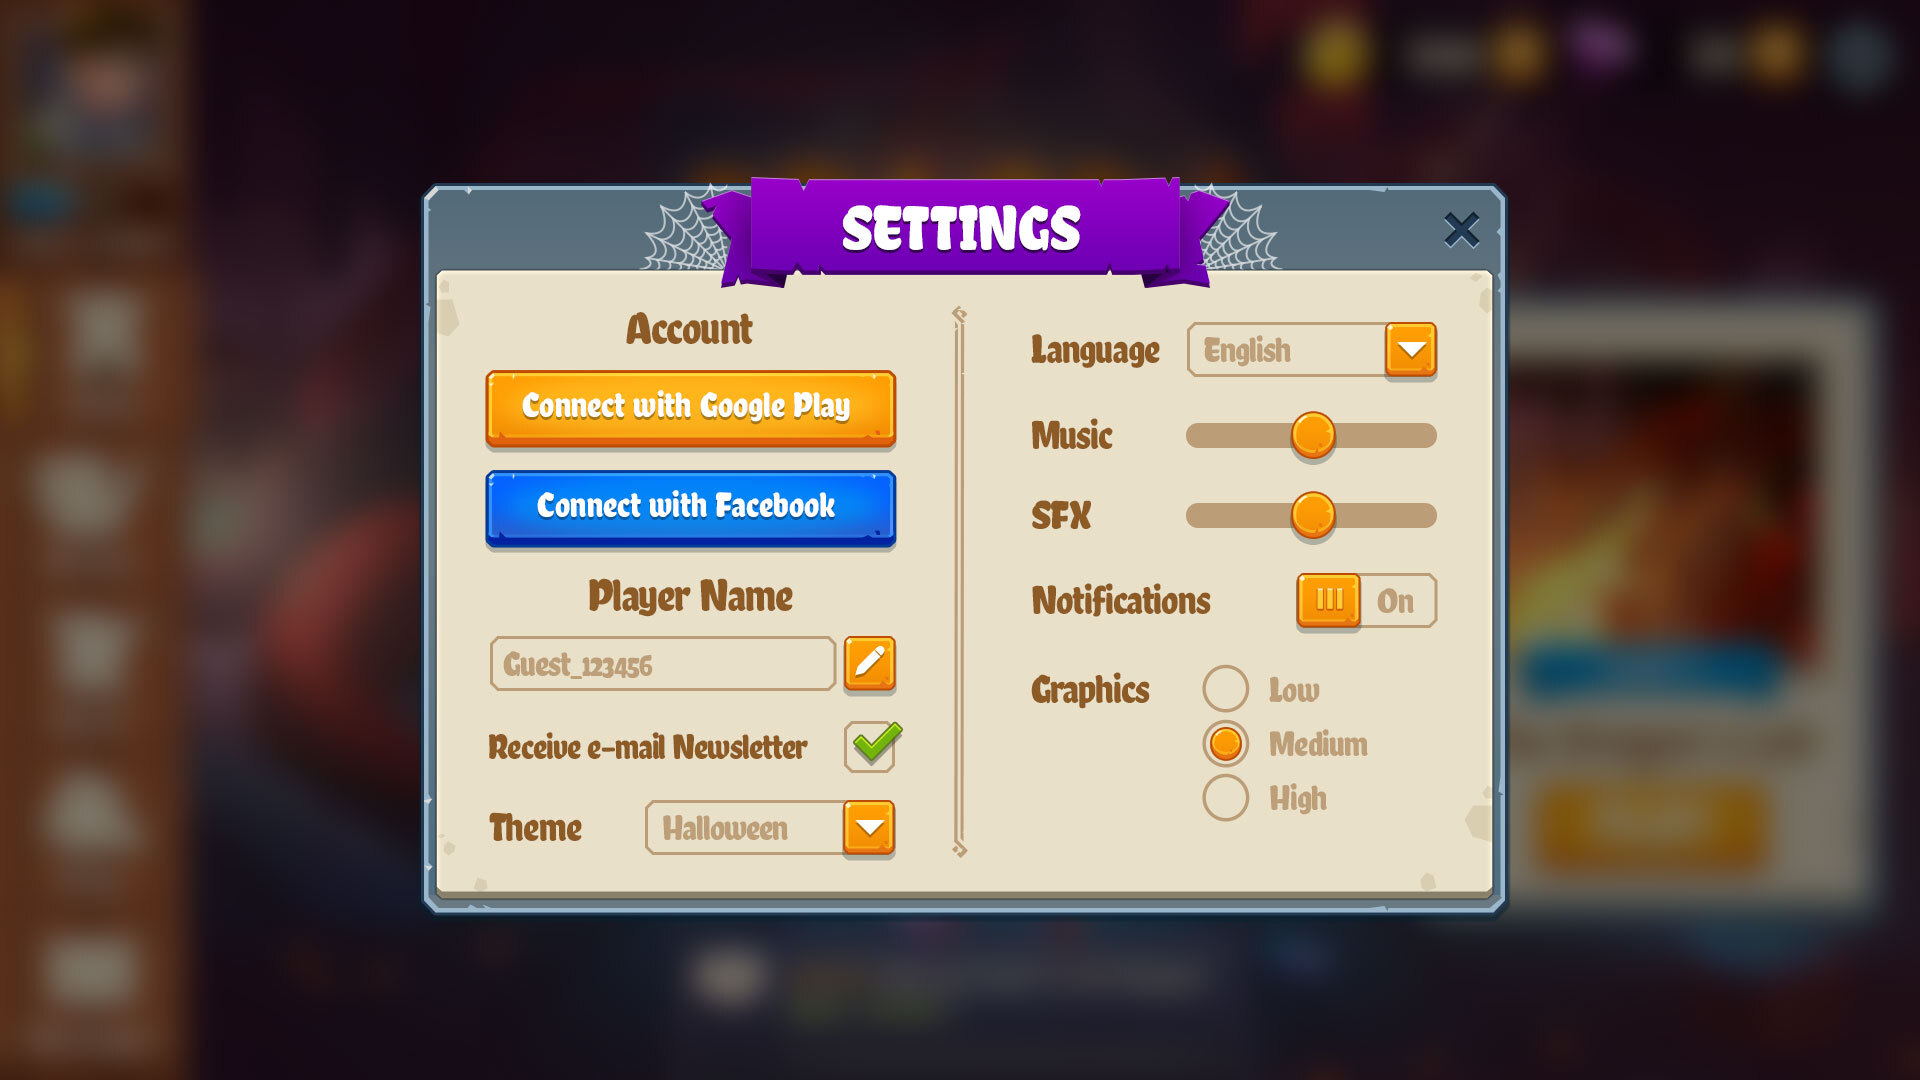 SETTINGS
Account
Connect with Google Play
Connect with Facebook
Player Name
Guest_123456
Receive e-mail Newsletter
Theme
Halloween
Language
English
Music
SFX
Notifications
On
Graphics
Low
Medium
High